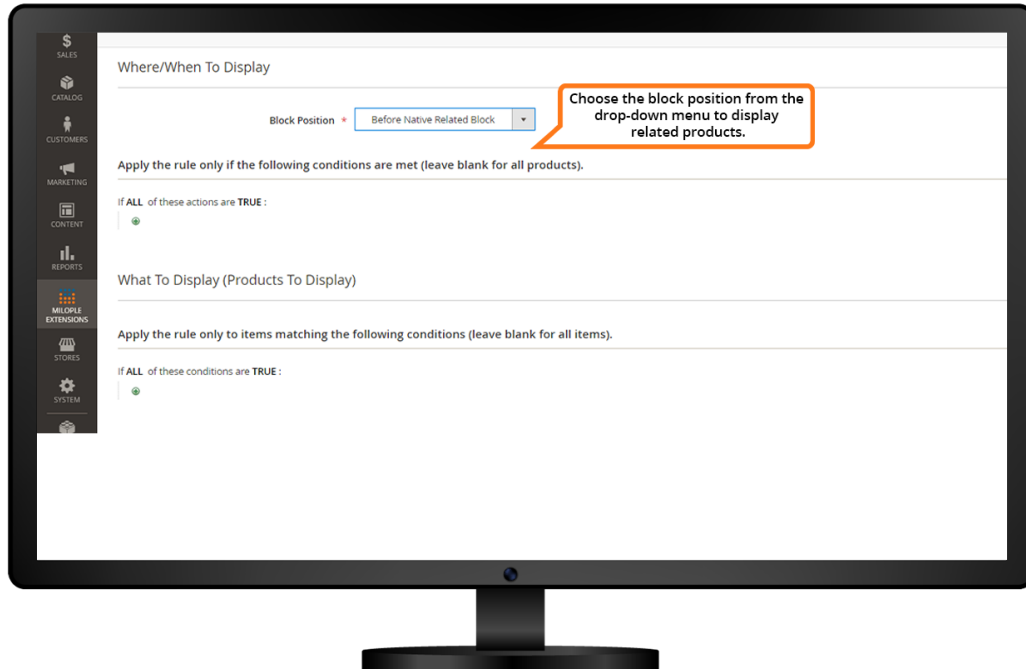 $
SALES
CATALOG
CUSTOMERS
MARKETING
CONTENT
REPORTS
MILOPLE
EXTENSIONS
STORES
SYSTEM
Where/When To Display
Block Position * Before Native Related Block
Choose the block position from the
drop-down menu to display
related products.
Apply the rule only if the following conditions are met (leave blank for all products).
If ALL of these actions are TRUE :
What To Display (Products To Display)
Apply the rule only to items matching the following conditions (leave blank for all items).
If ALL of these conditions are TRUE :